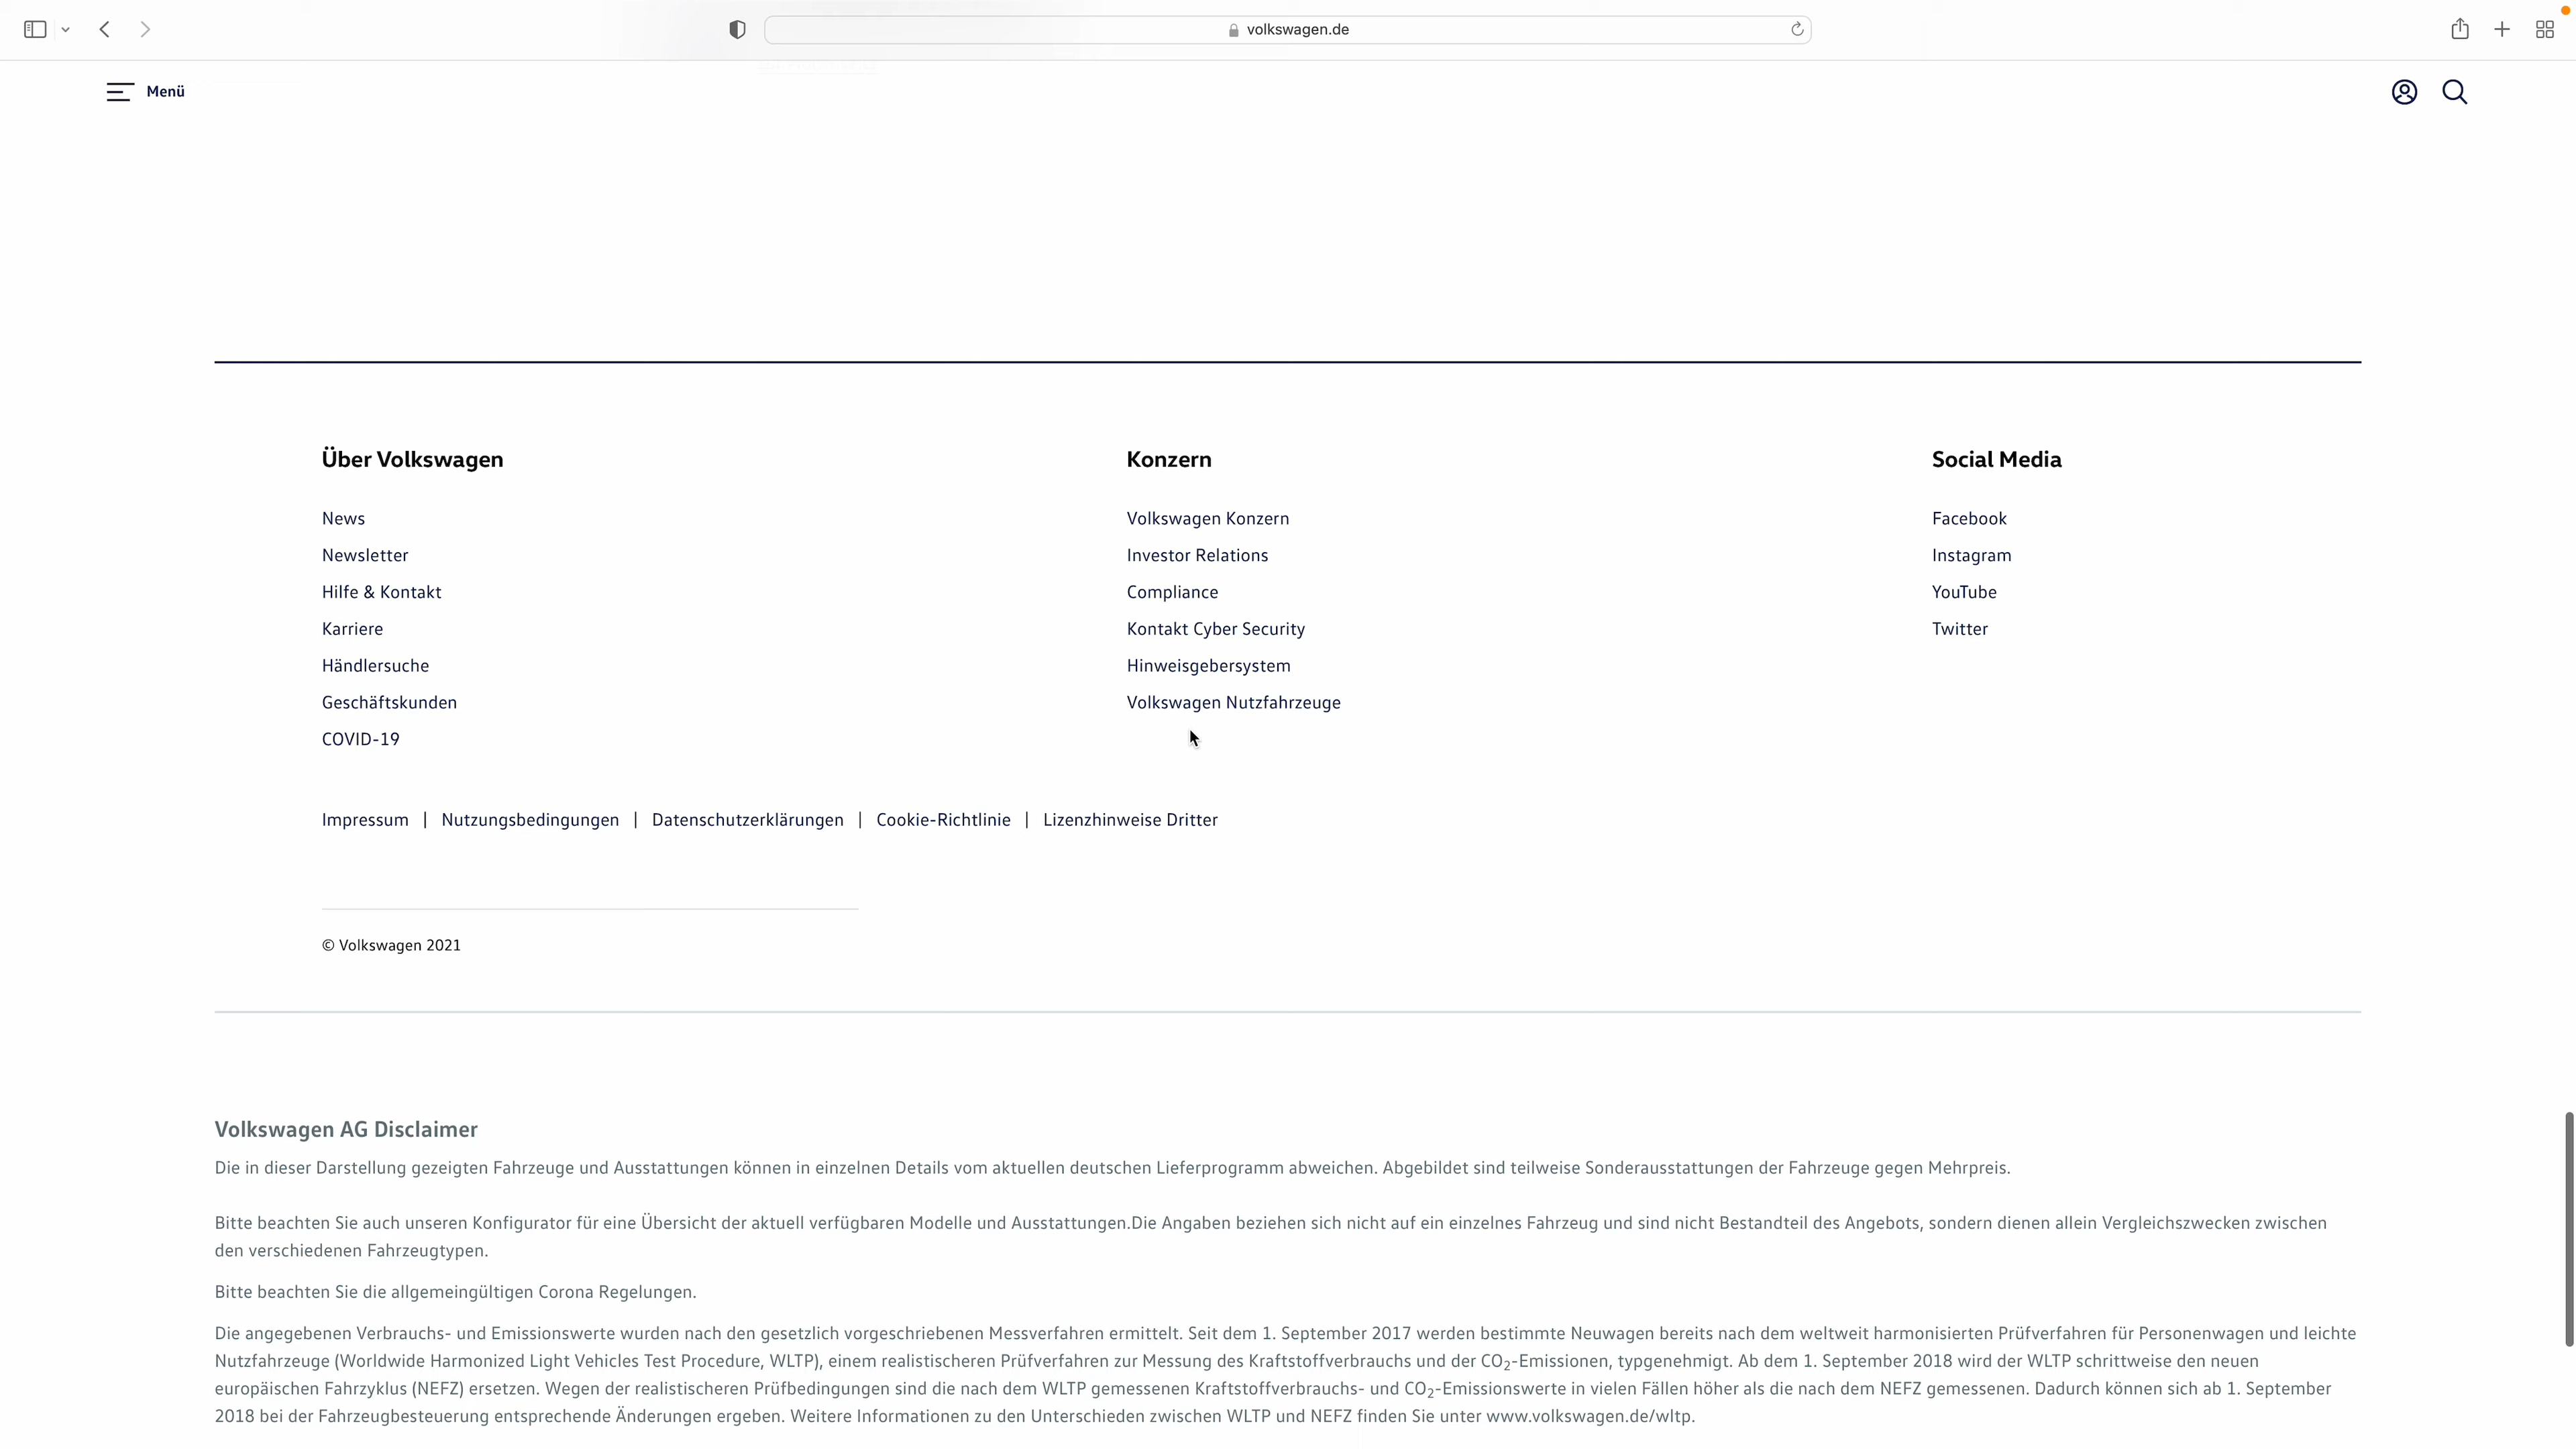 volkswagen.de
Menü
Über Volkswagen
News
Newsletter
Hilfe & Kontakt
Karriere
Händlersuche
Geschäftskunden
COVID-19
Konzern
Volkswagen Konzern
Investor Relations
Compliance
Kontakt Cyber Security
Hinweisgebersystem
Volkswagen Nutzfahrzeuge
Social Media
Facebook
Instagram
YouTube
Twitter
Impressum | Nutzungsbedingungen | Datenschutzerklärungen | Cookie-Richtlinie | Lizenzhinweise Dritter
© Volkswagen 2021
Volkswagen AG Disclaimer
Die in dieser Darstellung gezeigten Fahrzeuge und Ausstattungen können in einzelnen Details vom aktuellen deutschen Lieferprogramm abweichen. Abgebildet sind teilweise Sonderausstattungen der Fahrzeuge gegen Mehrpreis.
Bitte beachten Sie auch unseren Konfigurator für eine Übersicht der aktuell verfügbaren Modelle und Ausstattungen.Die Angaben beziehen sich nicht auf ein einzelnes Fahrzeug und sind nicht Bestandteil des Angebots, sondern dienen allein Vergleichszwecken zwischen
den verschiedenen Fahrzeugtypen.
Bitte beachten Sie die allgemeingültigen Corona Regelungen.
Die angegebenen Verbrauchs- und Emissionswerte wurden nach den gesetzlich vorgeschriebenen Messverfahren ermittelt. Seit dem 1. September 2017 werden bestimmte Neuwagen bereits nach dem weltweit harmonisierten Prüfverfahren für Personenwagen und leichte
Nutzfahrzeuge (Worldwide Harmonized Light Vehicles Test Procedure, WLTP), einem realistischeren Prüfverfahren zur Messung des Kraftstoffverbrauchs und der CO₂-Emissionen, typgenehmigt. Ab dem 1. September 2018 wird der WLTP schrittweise den neuen
europäischen Fahrzyklus (NEFZ) ersetzen. Wegen der realistischeren Prüfbedingungen sind die nach dem WLTP gemessenen Kraftstoffverbrauchs- und CO₂-Emissionswerte in vielen Fällen höher als die nach dem NEFZ gemessenen. Dadurch können sich ab 1. September
2018 bei der Fahrzeugbesteuerung entsprechende Änderungen ergeben. Weitere Informationen zu den Unterschieden zwischen WLTP und NEFZ finden Sie unter www.volkswagen.de/wltp.